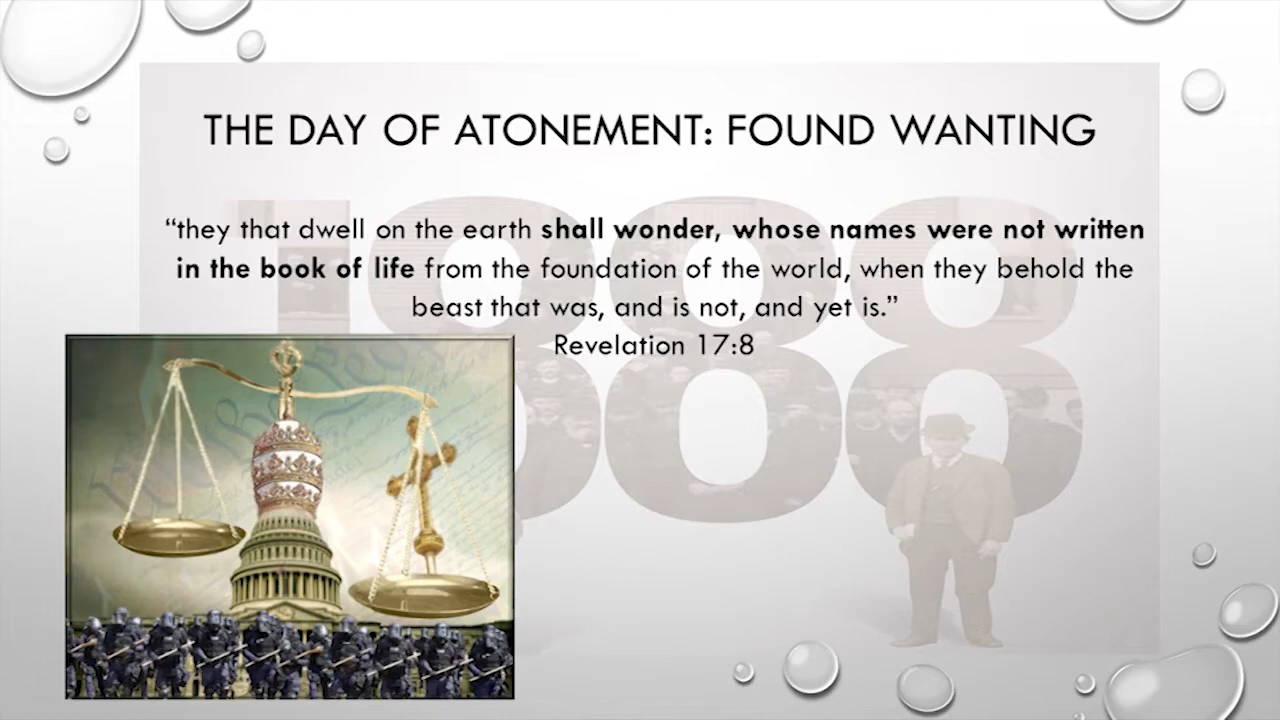 THE DAY OF ATONEMENT: FOUND WANTING
“they that dwell on the earth shall wonder, whose names were not written
in the book of life from the foundation of the world, when they behold the
beast that was, and is not, and yet is.”
Revelation 17:8
1888